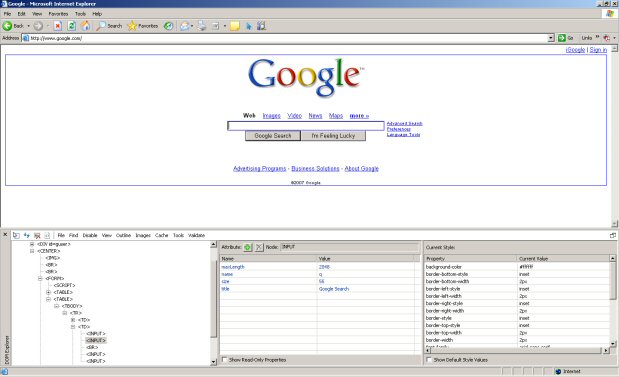 Google - Microsoft Internet Explorer
File Edit View Favorites Tools Help
Back Search Favorites
Address http://www.google.com/ Go Links
iGoogle | Sign in
Google
Web Images Video News Maps more »
Advanced Search
Preferences
Language Tools
Google Search I'm Feeling Lucky
Advertising Programs - Business Solutions - About Google
©2007 Google
File Find Disable View Outline Images Cache Tools Validate
DOM Explorer
<DIV id=guser>
<CENTER>
<IMG>
<BR>
<BR>
<FORM>
<SCRIPT>
<TABLE>
<TABLE>
<TBODY>
<TR>
<TD>
<TD>
<INPUT>
<INPUT>
<BR>
<INPUT>
<INPUT>
Attribute: Node: INPUT
Name Value
maxLength 2048
name q
size 55
title Google Search
Show Read-Only Properties
Current Style:
Property Current Value
background-color #ffffff
border-bottom-style inset
border-bottom-width 2px
border-left-style inset
border-left-width 2px
border-right-style inset
border-right-width 2px
border-style inset
border-top-style inset
border-top-width 2px
border-width 2px
Show Default Style Values
Internet